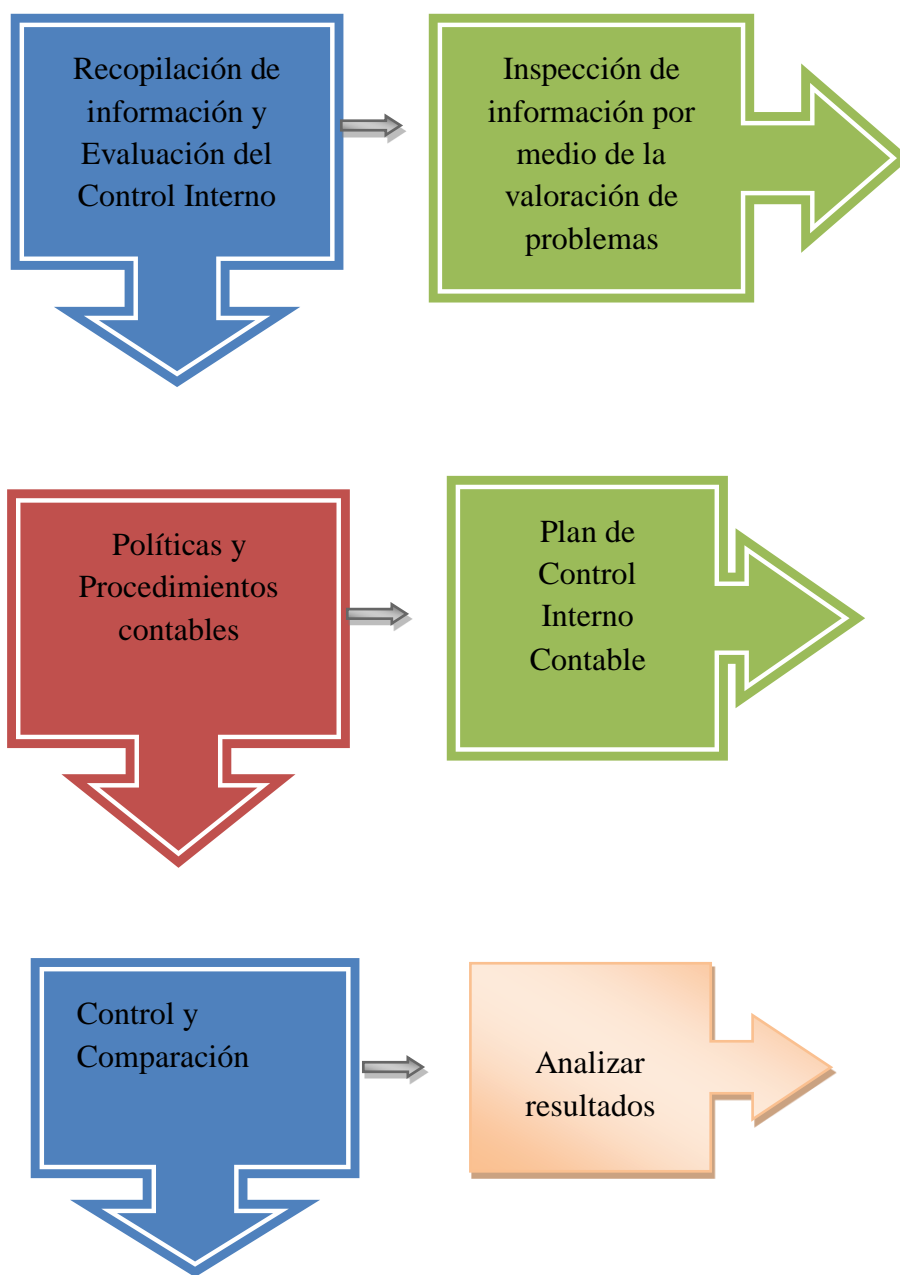 Recopilación de
información y
Evaluación del
Control Interno
Inspección de
información por
medio de la
valoración de
problemas
Políticas y
Procedimientos
contables
Plan de
Control
Interno
Contable
Control y
Comparación
Analizar
resultados